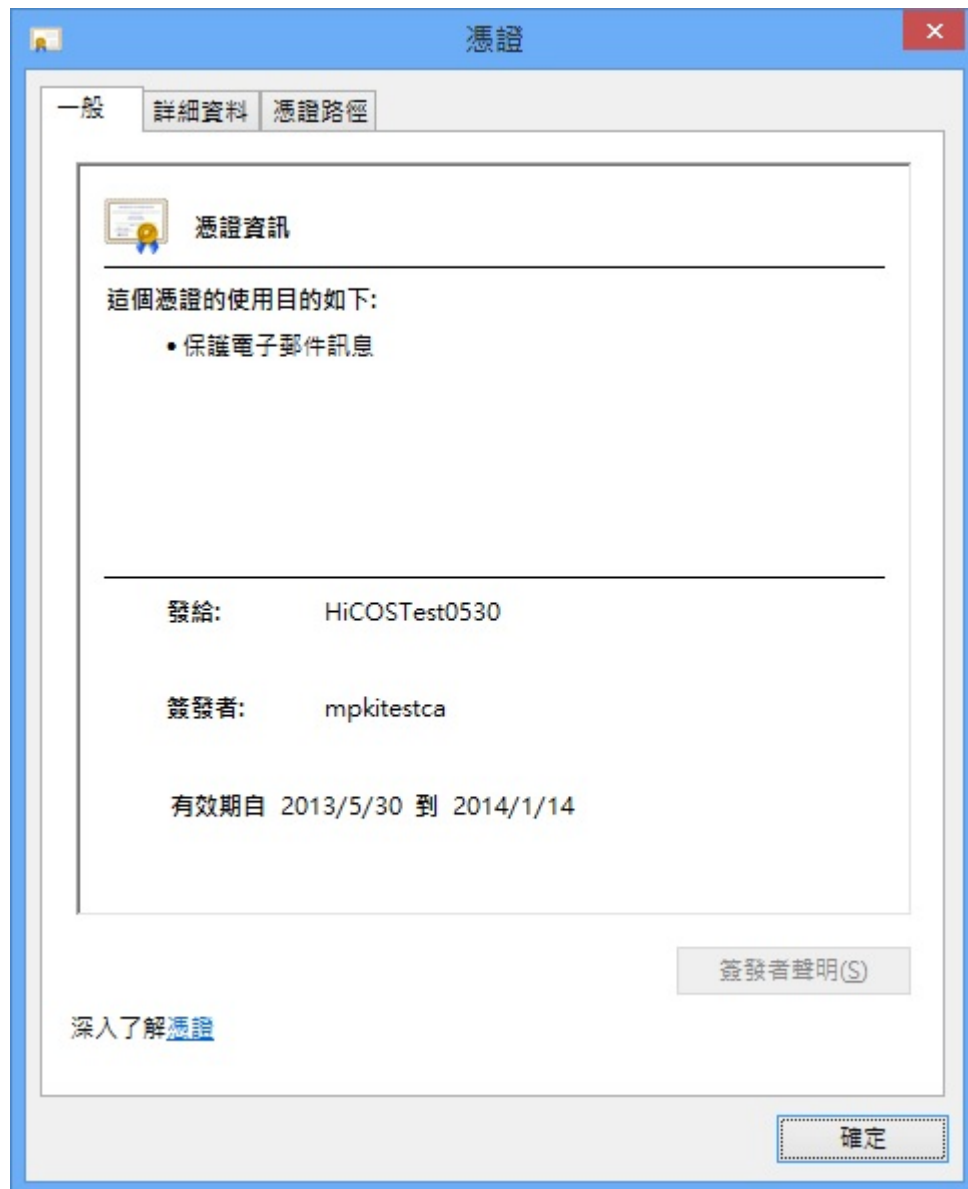 憑證
一般 詳細資料 憑證路徑
憑證資訊
這個憑證的使用目的如下:
•保護電子郵件訊息
發給: HiCOSTest0530
簽發者: mpkitestca
有效期自 2013/5/30 到 2014/1/14
簽發者聲明(S)
深入了解憑證
確定